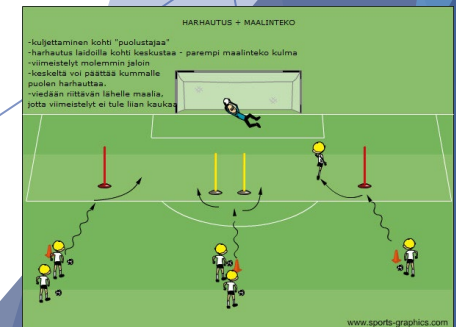 HARHAUTUS + MAALINTEKO
-kuljettaminen kohti "puolustajaa"
-harhautus laidoilla kohti keskustaa - parempi maalinteko kulma
-viimeistelyt molemmin jaloin
-keskeltä voi päättää kummalle
puolen harhauttaa.
-viedään riittävän lähelle maalia,
jotta viimeistelyt ei tule liian kaukaa
www.sports-graphics.com